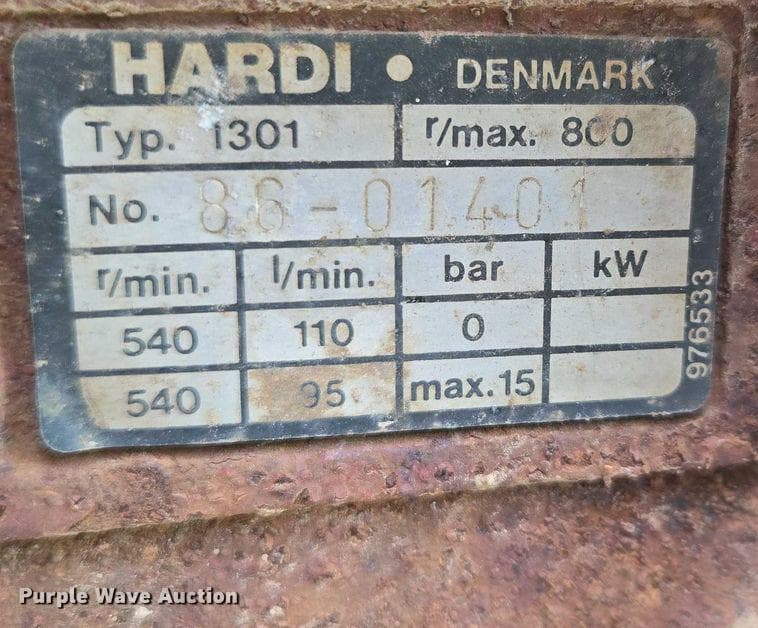 HARDI • DENMARK
Typ. 1301 r/max. 800
No. 86-01401
r/min. l/min. bar kW
540 110 0
540 95 max.15
976533
Purple Wave Auction